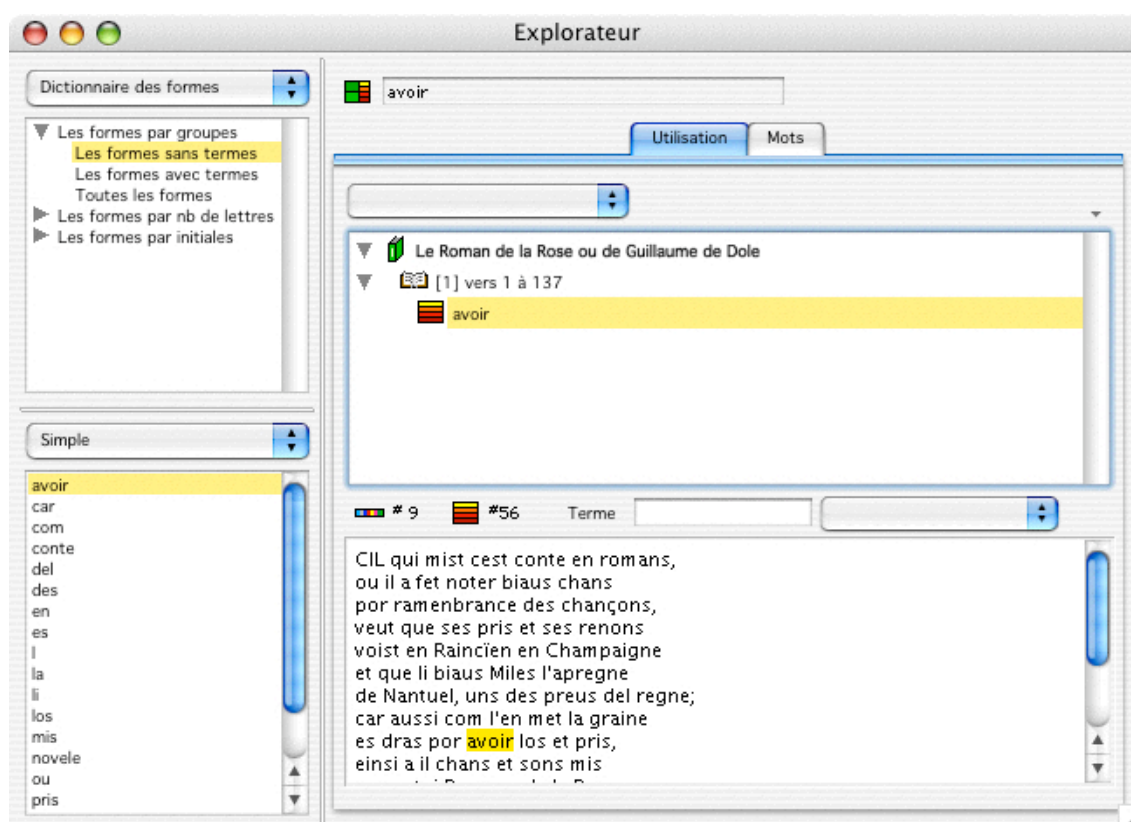 Explorateur
Dictionnaire des formes
Les formes par groupes
Les formes sans termes
Les formes avec termes
Toutes les formes
Les formes par nb de lettres
Les formes par initiales
Simple
avoir
car
com
conte
del
des
en
es
l
la
li
los
mis
novele
ou
pris
avoir
Utilisation
Mots
Le Roman de la Rose ou de Guillaume de Dole
[1] vers 1 à 137
avoir
# 9
#56
Terme
CIL qui mist cest conte en romans,
ou il a fet noter biaus chans
por ramenbrance des chançons,
veut que ses pris et ses renons
voist en Raincïen en Champaigne
et que li biaus Miles l'apregne
de Nantuel, uns des preus del regne;
car aussi com l'en met la graine
es dras por avoir los et pris,
einsi a il chans et sons mis